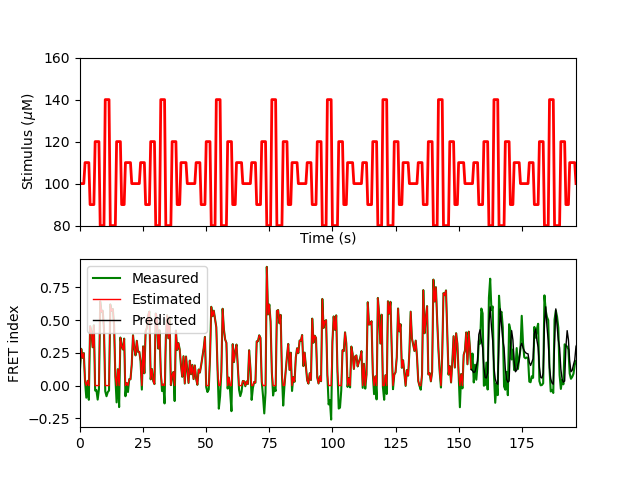 160
140
120
100
80
Stimulus (μM)
Time (s)
Measured
Estimated
Predicted
0.75
0.50
0.25
0.00
−0.25
FRET index
0 25 50 75 100 125 150 175